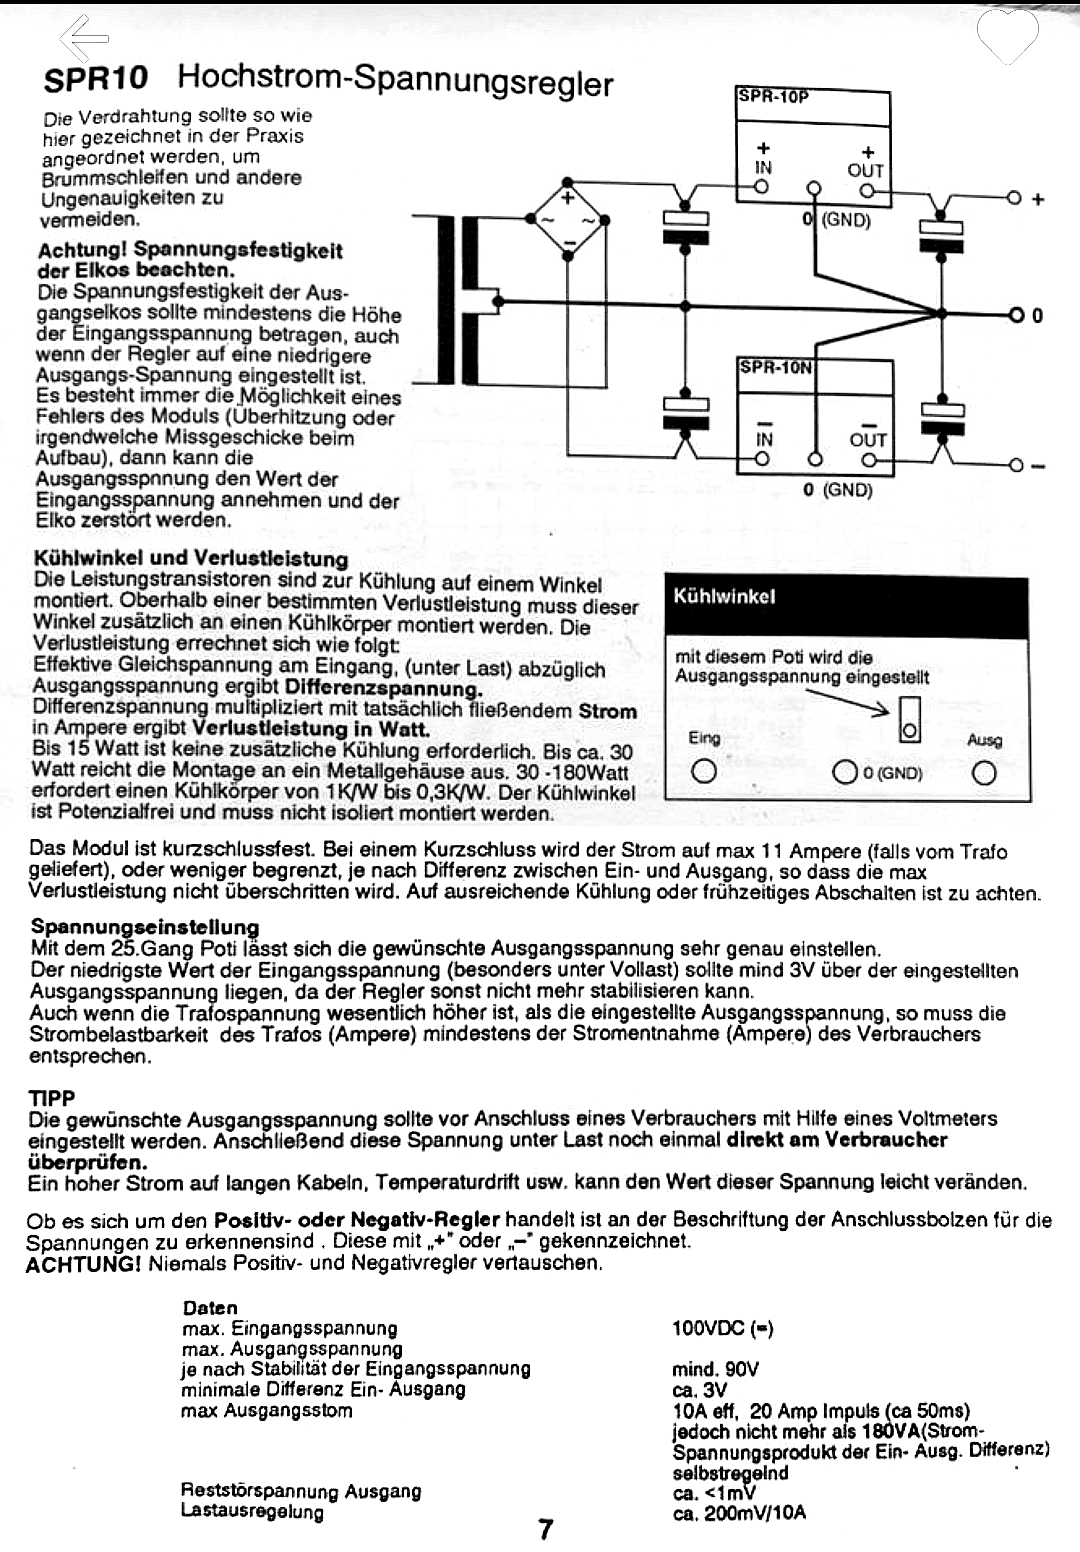 SPR10 Hochstrom-Spannungsregler
Die Verdrahtung sollte so wie
hier gezeichnet in der Praxis
angeordnet werden, um
Brummschleifen und andere
Ungenauigkeiten zu
vermeiden.
Achtung! Spannungsfestigkeit
der Elkos beachten.
Die Spannungsfestigkeit der Aus-
gangselkos sollte mindestens die Höhe
der Eingangsspannung betragen, auch
wenn der Regler auf eine niedrigere
Ausgangs-Spannung eingestellt ist.
Es besteht immer die Möglichkeit eines
Fehlers des Moduls (Überhitzung oder
irgendwelche Missgeschicke beim
Aufbau), dann kann die
Ausgangsspnnung den Wert der
Eingangsspannung annehmen und der
Elko zerstört werden.
SPR-10P
+ +
IN OUT
0 (GND)
+
+
~ ~
–
0
SPR-10N
– –
IN OUT
–
0 (GND)
Kühlwinkel und Verlustleistung
Die Leistungstransistoren sind zur Kühlung auf einem Winkel
montiert. Oberhalb einer bestimmten Verlustleistung muss dieser
Winkel zusätzlich an einen Kühlkörper montiert werden. Die
Verlustleistung errechnet sich wie folgt:
Effektive Gleichspannung am Eingang, (unter Last) abzüglich
Ausgangsspannung ergibt Differenzspannung.
Differenzspannung multipliziert mit tatsächlich fließendem Strom
in Ampere ergibt Verlustleistung in Watt.
Bis 15 Watt ist keine zusätzliche Kühlung erforderlich. Bis ca. 30
Watt reicht die Montage an ein Metallgehäuse aus. 30 -180Watt
erfordert einen Kühlkörper von 1K/W bis 0,3K/W. Der Kühlwinkel
ist Potenzialfrei und muss nicht isoliert montiert werden.
Kühlwinkel
mit diesem Poti wird die
Ausgangsspannung eingestellt
Eing
Ausg
0 (GND)
Das Modul ist kurzschlussfest. Bei einem Kurzschluss wird der Strom auf max 11 Ampere (falls vom Trafo
geliefert), oder weniger begrenzt, je nach Differenz zwischen Ein- und Ausgang, so dass die max
Verlustleistung nicht überschritten wird. Auf ausreichende Kühlung oder frühzeitiges Abschalten ist zu achten.
Spannungseinstellung
Mit dem 25.Gang Poti lässt sich die gewünschte Ausgangsspannung sehr genau einstellen.
Der niedrigste Wert der Eingangsspannung (besonders unter Vollast) sollte mind 3V über der eingestellten
Ausgangsspannung liegen, da der Regler sonst nicht mehr stabilisieren kann.
Auch wenn die Trafospannung wesentlich höher ist, als die eingestellte Ausgangsspannung, so muss die
Strombelastbarkeit des Trafos (Ampere) mindestens der Stromentnahme (Ampere) des Verbrauchers
entsprechen.
TIPP
Die gewünschte Ausgangsspannung sollte vor Anschluss eines Verbrauchers mit Hilfe eines Voltmeters
eingestellt werden. Anschließend diese Spannung unter Last noch einmal direkt am Verbraucher
überprüfen.
Ein hoher Strom auf langen Kabeln, Temperaturdrift usw. kann den Wert dieser Spannung leicht veränden.
Ob es sich um den Positiv- oder Negativ-Regler handelt ist an der Beschriftung der Anschlussbolzen für die
Spannungen zu erkennensind . Diese mit „+" oder „–" gekennzeichnet.
ACHTUNG! Niemals Positiv- und Negativregler vertauschen.
Daten
max. Eingangsspannung 100VDC (=)
max. Ausgangsspannung
je nach Stabilität der Eingangsspannung mind. 90V
minimale Differenz Ein- Ausgang ca. 3V
max Ausgangsstom 10A eff, 20 Amp Impuls (ca 50ms)
jedoch nicht mehr als 180VA(Strom-
Spannungsprodukt der Ein- Ausg. Differenz)
selbstregelnd
Reststörspannung Ausgang ca. <1mV
Lastausregelung ca. 200mV/10A
7